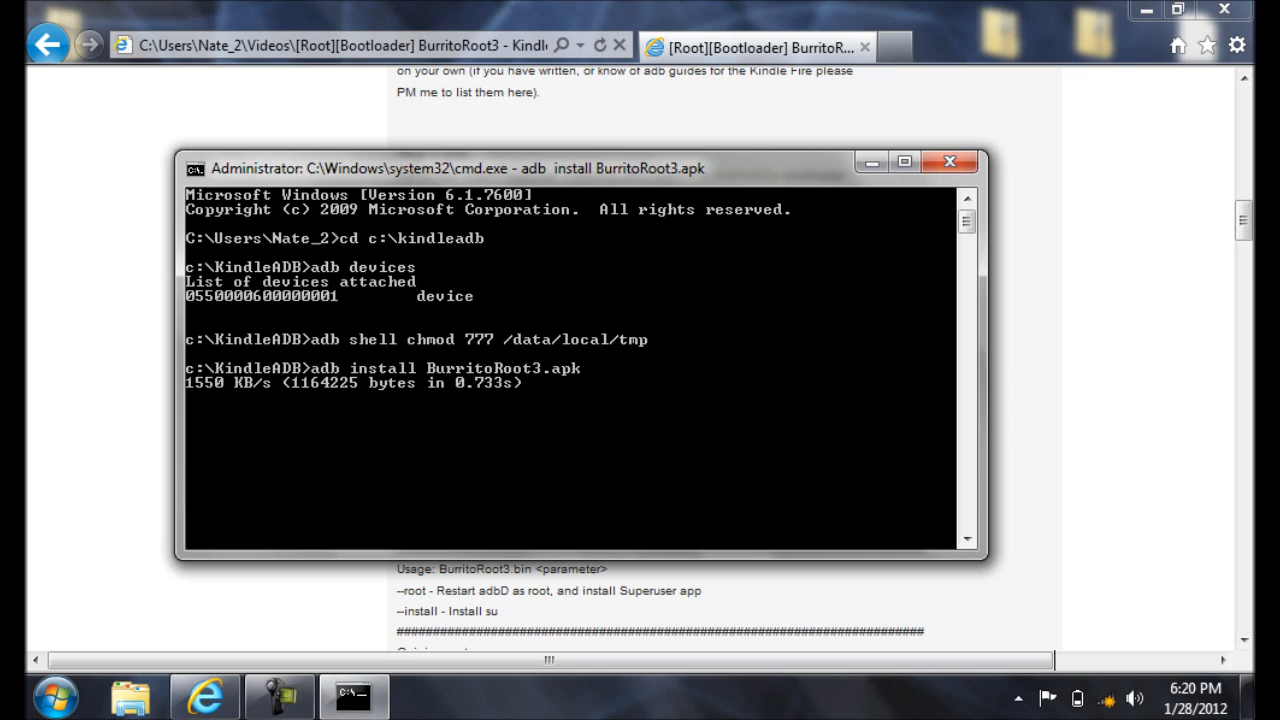 C:\Users\Nate_2\Videos\[Root][Bootloader] BurritoRoot3 - Kindl
[Root][Bootloader] BurritoR...
on your own (if you have written, or know of adb guides for the Kindle Fire please
PM me to list them here).
Administrator: C:\Windows\system32\cmd.exe - adb  install BurritoRoot3.apk
Microsoft Windows [Version 6.1.7600]
Copyright (c) 2009 Microsoft Corporation.  All rights reserved.
C:\Users\Nate_2>cd c:\kindleadb
c:\KindleADB>adb devices
List of devices attached
0550000600000001        device
c:\KindleADB>adb shell chmod 777 /data/local/tmp
c:\KindleADB>adb install BurritoRoot3.apk
1550 KB/s (1164225 bytes in 0.733s)
Usage: BurritoRoot3.bin <parameter>
--root - Restart adbD as root, and install Superuser app
--install - Install su
#########################################################################
C:\.
6:20 PM
1/28/2012